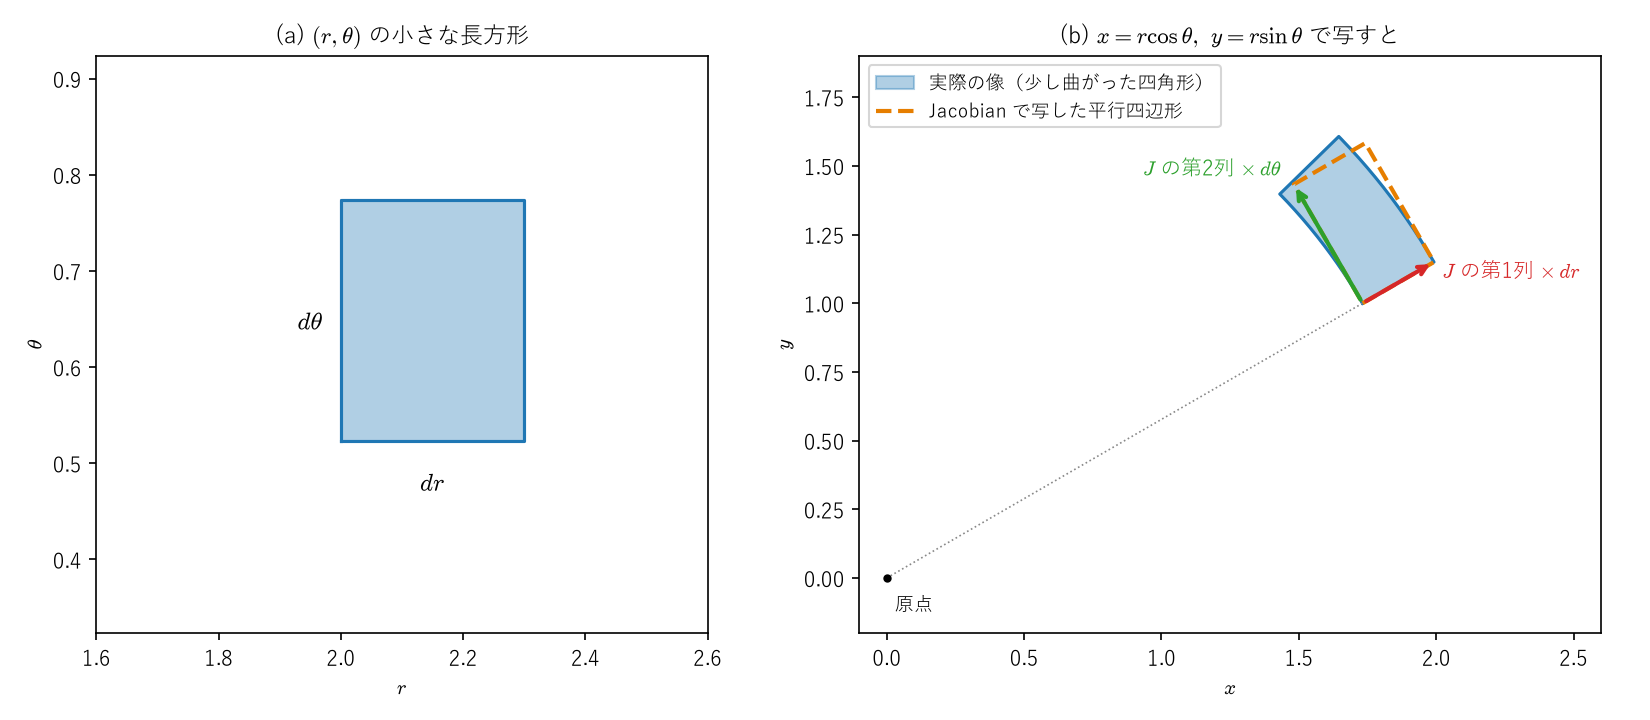 (a) (r, θ) の小さな長方形
0.9
0.8
0.7
0.6
0.5
0.4
θ
dθ
dr
1.6 1.8 2.0 2.2 2.4 2.6
r
(b) x = r cos θ, y = r sin θ で写すと
実際の像（少し曲がった四角形）
Jacobian で写した平行四辺形
1.75
1.50
1.25
1.00
0.75
0.50
0.25
0.00
y
J の第2列 × dθ
J の第1列 × dr
原点
0.0 0.5 1.0 1.5 2.0 2.5
x